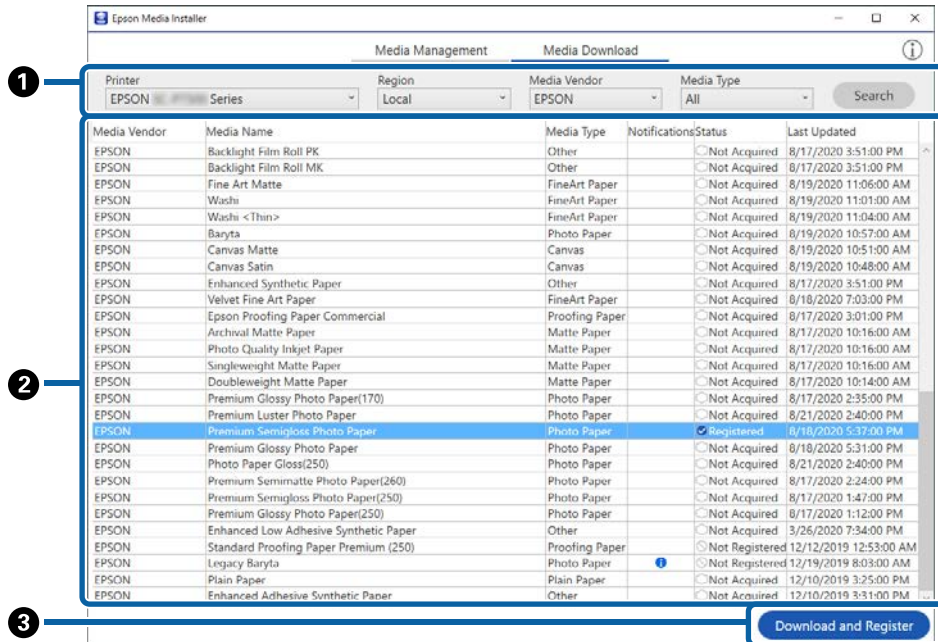 Epson Media Installer
Media Management Media Download
1
Printer Region Media Vendor Media Type
EPSON Series Local EPSON All Search
Media Vendor Media Name Media Type Notifications Status Last Updated
EPSON Backlight Film Roll PK Other Not Acquired 8/17/2020 3:51:00 PM
EPSON Backlight Film Roll MK Other Not Acquired 8/17/2020 3:51:00 PM
EPSON Fine Art Matte FineArt Paper Not Acquired 8/19/2020 11:06:00 AM
EPSON Washi FineArt Paper Not Acquired 8/19/2020 11:01:00 AM
EPSON Washi <Thin> FineArt Paper Not Acquired 8/19/2020 11:04:00 AM
EPSON Baryta Photo Paper Not Acquired 8/19/2020 10:57:00 AM
EPSON Canvas Matte Canvas Not Acquired 8/19/2020 10:51:00 AM
EPSON Canvas Satin Canvas Not Acquired 8/19/2020 10:48:00 AM
EPSON Enhanced Synthetic Paper Other Not Acquired 8/17/2020 3:51:00 PM
EPSON Velvet Fine Art Paper FineArt Paper Not Acquired 8/18/2020 7:03:00 PM
EPSON Epson Proofing Paper Commercial Proofing Paper Not Acquired 8/17/2020 3:01:00 PM
EPSON Archival Matte Paper Matte Paper Not Acquired 8/17/2020 10:16:00 AM
EPSON Photo Quality Inkjet Paper Matte Paper Not Acquired 8/17/2020 10:16:00 AM
EPSON Singleweight Matte Paper Matte Paper Not Acquired 8/17/2020 10:16:00 AM
2
EPSON Doubleweight Matte Paper Matte Paper Not Acquired 8/17/2020 10:14:00 AM
EPSON Premium Glossy Photo Paper(170) Photo Paper Not Acquired 8/17/2020 2:35:00 PM
EPSON Premium Luster Photo Paper Photo Paper Not Acquired 8/21/2020 2:40:00 PM
EPSON Premium Semigloss Photo Paper Photo Paper Registered 8/18/2020 5:37:00 PM
EPSON Premium Glossy Photo Paper Photo Paper Not Acquired 8/18/2020 5:31:00 PM
EPSON Photo Paper Gloss(250) Photo Paper Not Acquired 8/21/2020 2:40:00 PM
EPSON Premium Semimatte Photo Paper(260) Photo Paper Not Acquired 8/17/2020 2:24:00 PM
EPSON Premium Semigloss Photo Paper(250) Photo Paper Not Acquired 8/17/2020 1:47:00 PM
EPSON Premium Glossy Photo Paper(250) Photo Paper Not Acquired 8/17/2020 1:12:00 PM
EPSON Enhanced Low Adhesive Synthetic Paper Other Not Acquired 3/26/2020 7:34:00 PM
EPSON Standard Proofing Paper Premium (250) Proofing Paper Not Registered 12/12/2019 12:53:00 AM
EPSON Legacy Baryta Photo Paper Not Registered 12/19/2019 8:03:00 AM
EPSON Plain Paper Plain Paper Not Acquired 12/10/2019 3:25:00 PM
EPSON Enhanced Adhesive Synthetic Paper Other Not Acquired 12/10/2019 3:31:00 PM
3
Download and Register